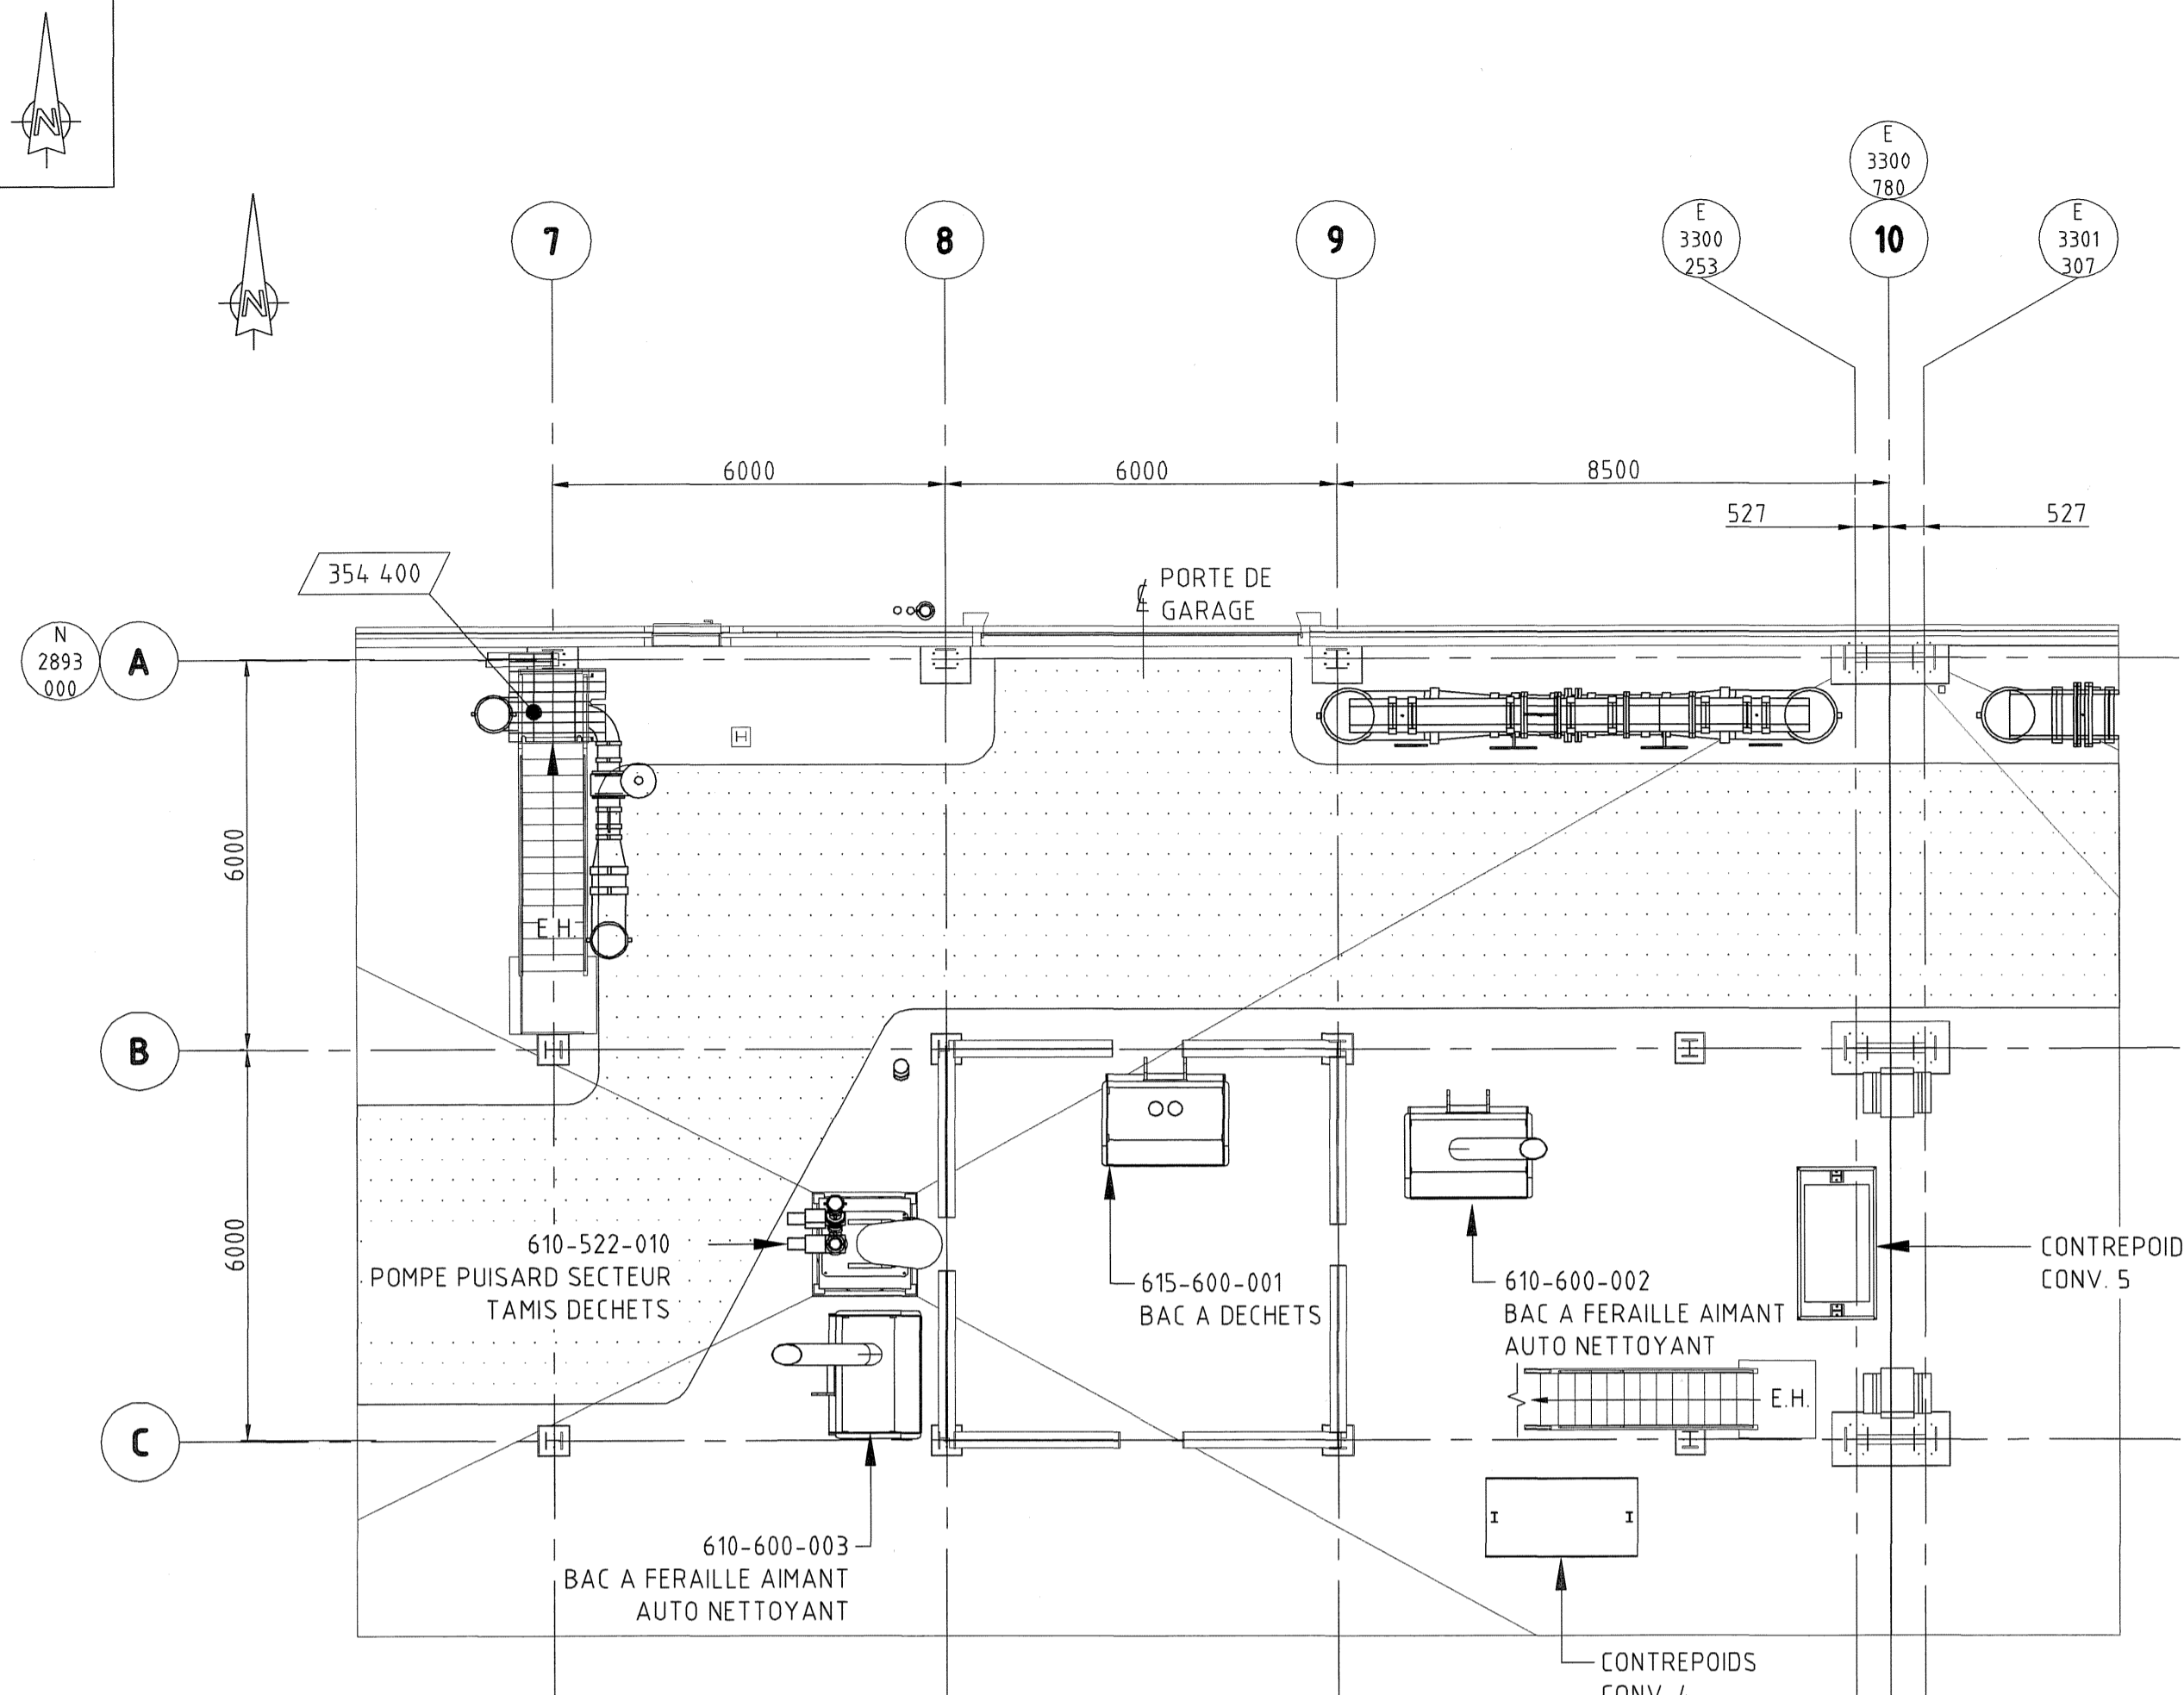 N
N
E
3300
780
7
8
9
E
3300
253
10
E
3301
307
6000
6000
8500
527
527
354 400
PORTE DE
GARAGE
N
2893
000
A
6000
E.H.
B
6000
610-522-010
POMPE PUISARD SECTEUR
TAMIS DECHETS
615-600-001
BAC A DECHETS
610-600-002
BAC A FERAILLE AIMANT
AUTO NETTOYANT
CONTREPOID
CONV. 5
E.H.
C
610-600-003
BAC A FERAILLE AIMANT
AUTO NETTOYANT
CONTREPOIDS
CONV. 4